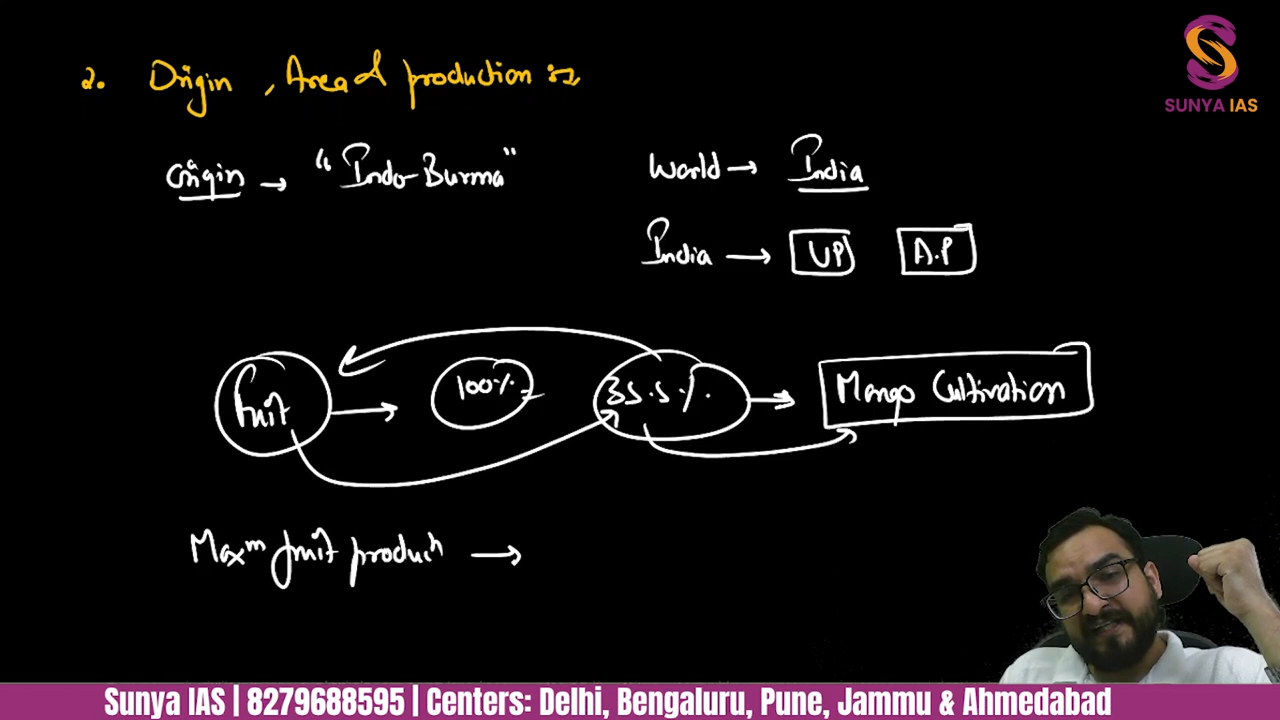 2. Origin, Area & production :-
SUNYA IAS
Origin → "Indo-Burma"
World → India
India → UP A.P
fruit → 100% 35.5% → Mango Cultivation
Maxm fruit product →
Sunya IAS | 8279688595 | Centers: Delhi, Bengaluru, Pune, Jammu & Ahmedabad